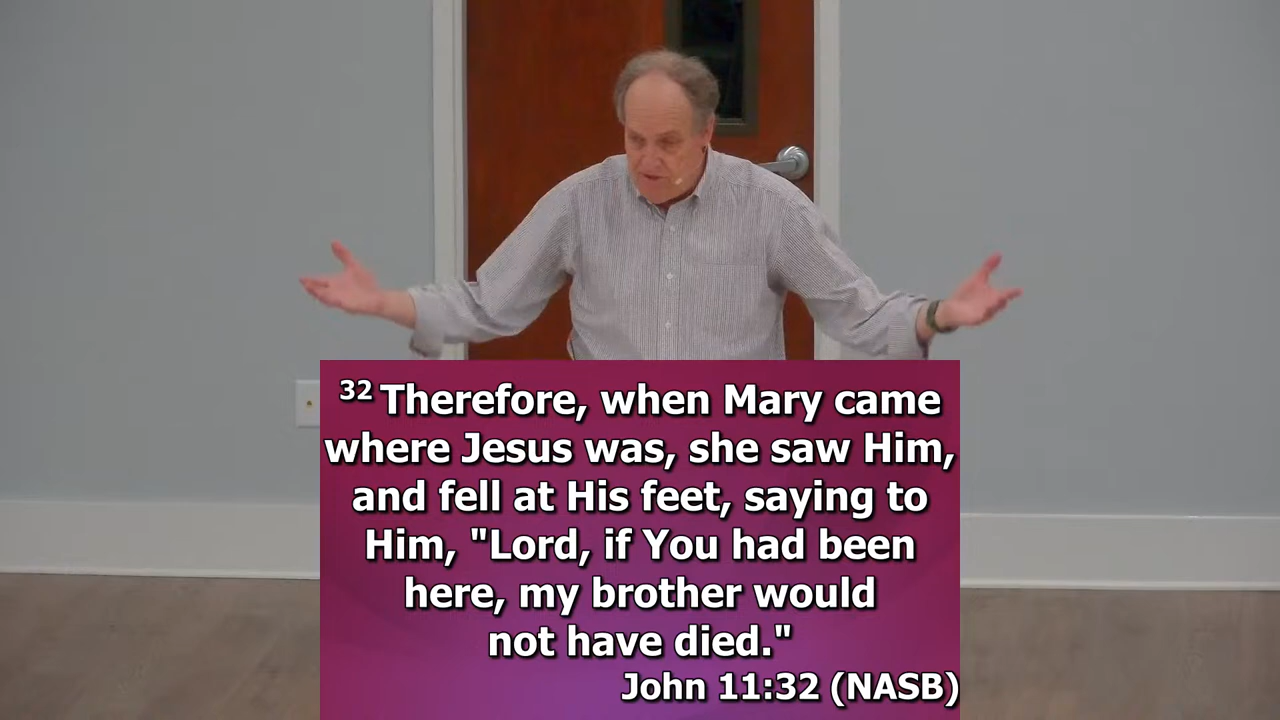 32 Therefore, when Mary came
where Jesus was, she saw Him,
and fell at His feet, saying to
Him, "Lord, if You had been
here, my brother would
not have died."
John 11:32 (NASB)